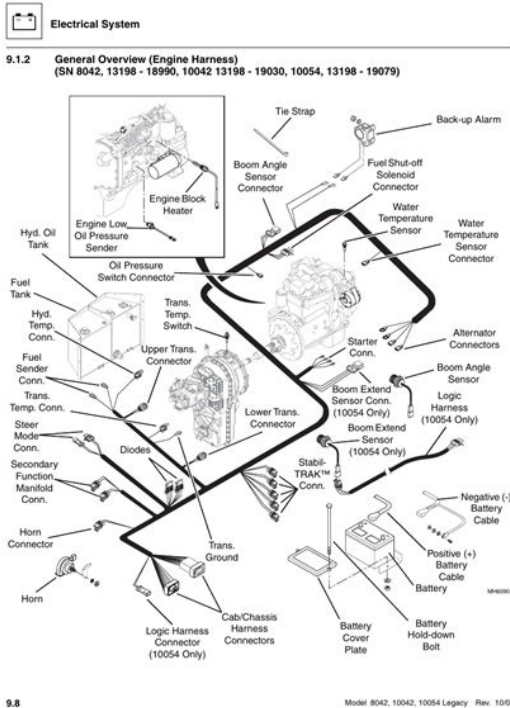 Electrical System
9.1.2 General Overview (Engine Harness)
(SN 8042, 13198 - 18990, 10042 13198 - 19030, 10054, 13198 - 19079)
Tie Strap
Back-up Alarm
Boom Angle
Sensor
Connector
Fuel Shut-off
Solenoid
Connector
Engine Block
Heater
Engine Low
Oil Pressure
Sender
Water
Temperature
Sensor
Water
Temperature
Sensor
Connector
Hyd. Oil
Tank
Oil Pressure
Switch Connector
Fuel
Tank
Trans.
Temp.
Switch
Hyd.
Temp.
Conn.
Upper Trans.
Connector
Starter
Conn.
Alternator
Connectors
Fuel
Sender
Conn.
Boom Angle
Sensor
Boom Extend
Sensor Conn.
(10054 Only)
Logic
Harness
(10054 Only)
Trans.
Temp. Conn.
Lower Trans.
Connector
Boom Extend
Sensor
(10054 Only)
Steer
Mode
Conn.
Diodes
Stabil-
TRAK™
Conn.
Secondary
Function
Manifold
Conn.
Negative (-)
Battery
Cable
Horn
Connector
Trans.
Ground
Positive (+)
Battery
Cable
Horn
Battery
Cab/Chassis
Harness
Connectors
Logic Harness
Connector
(10054 Only)
Battery
Cover
Plate
Battery
Hold-down
Bolt
9.8 Model 8042, 10042, 10054 Legacy Rev. 10/0